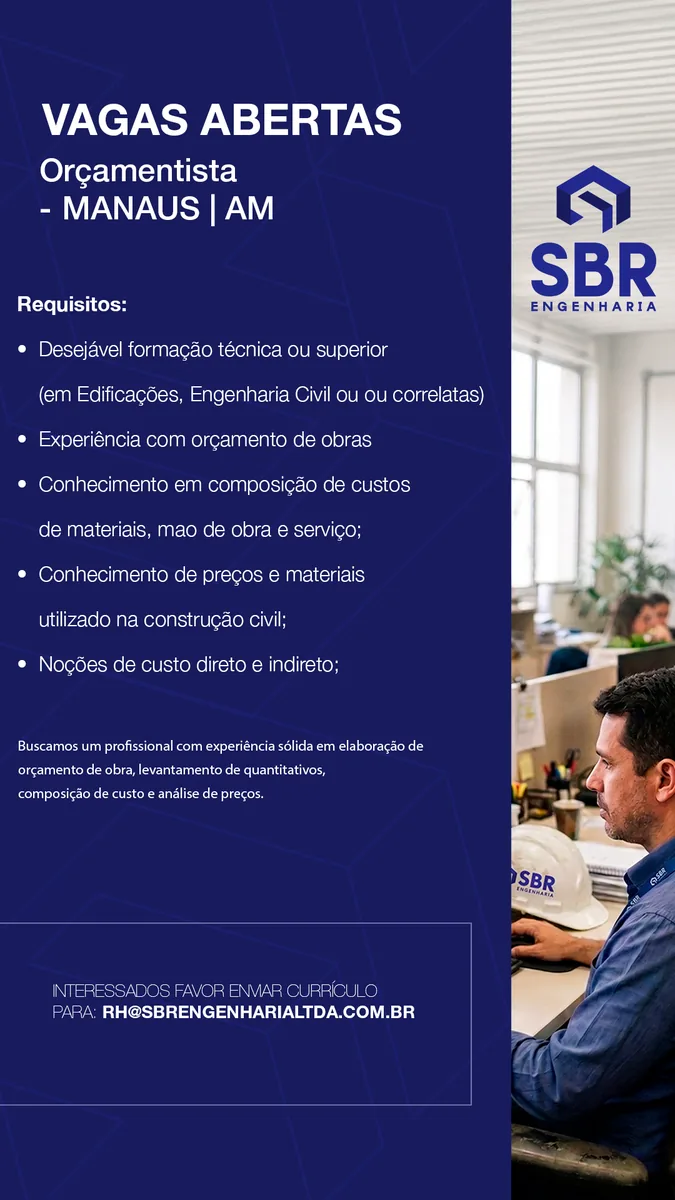 VAGAS ABERTAS
Orçamentista
- MANAUS | AM
SBR
ENGENHARIA
Requisitos:
• Desejável formação técnica ou superior
(em Edificações, Engenharia Civil ou ou correlatas)
• Experiência com orçamento de obras
• Conhecimento em composição de custos
de materiais, mao de obra e serviço;
• Conhecimento de preços e materiais
utilizado na construção civil;
• Noções de custo direto e indireto;
Buscamos um profissional com experiência sólida em elaboração de
orçamento de obra, levantamento de quantitativos,
composição de custo e análise de preços.
SBR
ENGENHARIA
SBR
INTERESSADOS FAVOR ENVIAR CURRÍCULO
PARA: RH@SBRENGENHARIALTDA.COM.BR